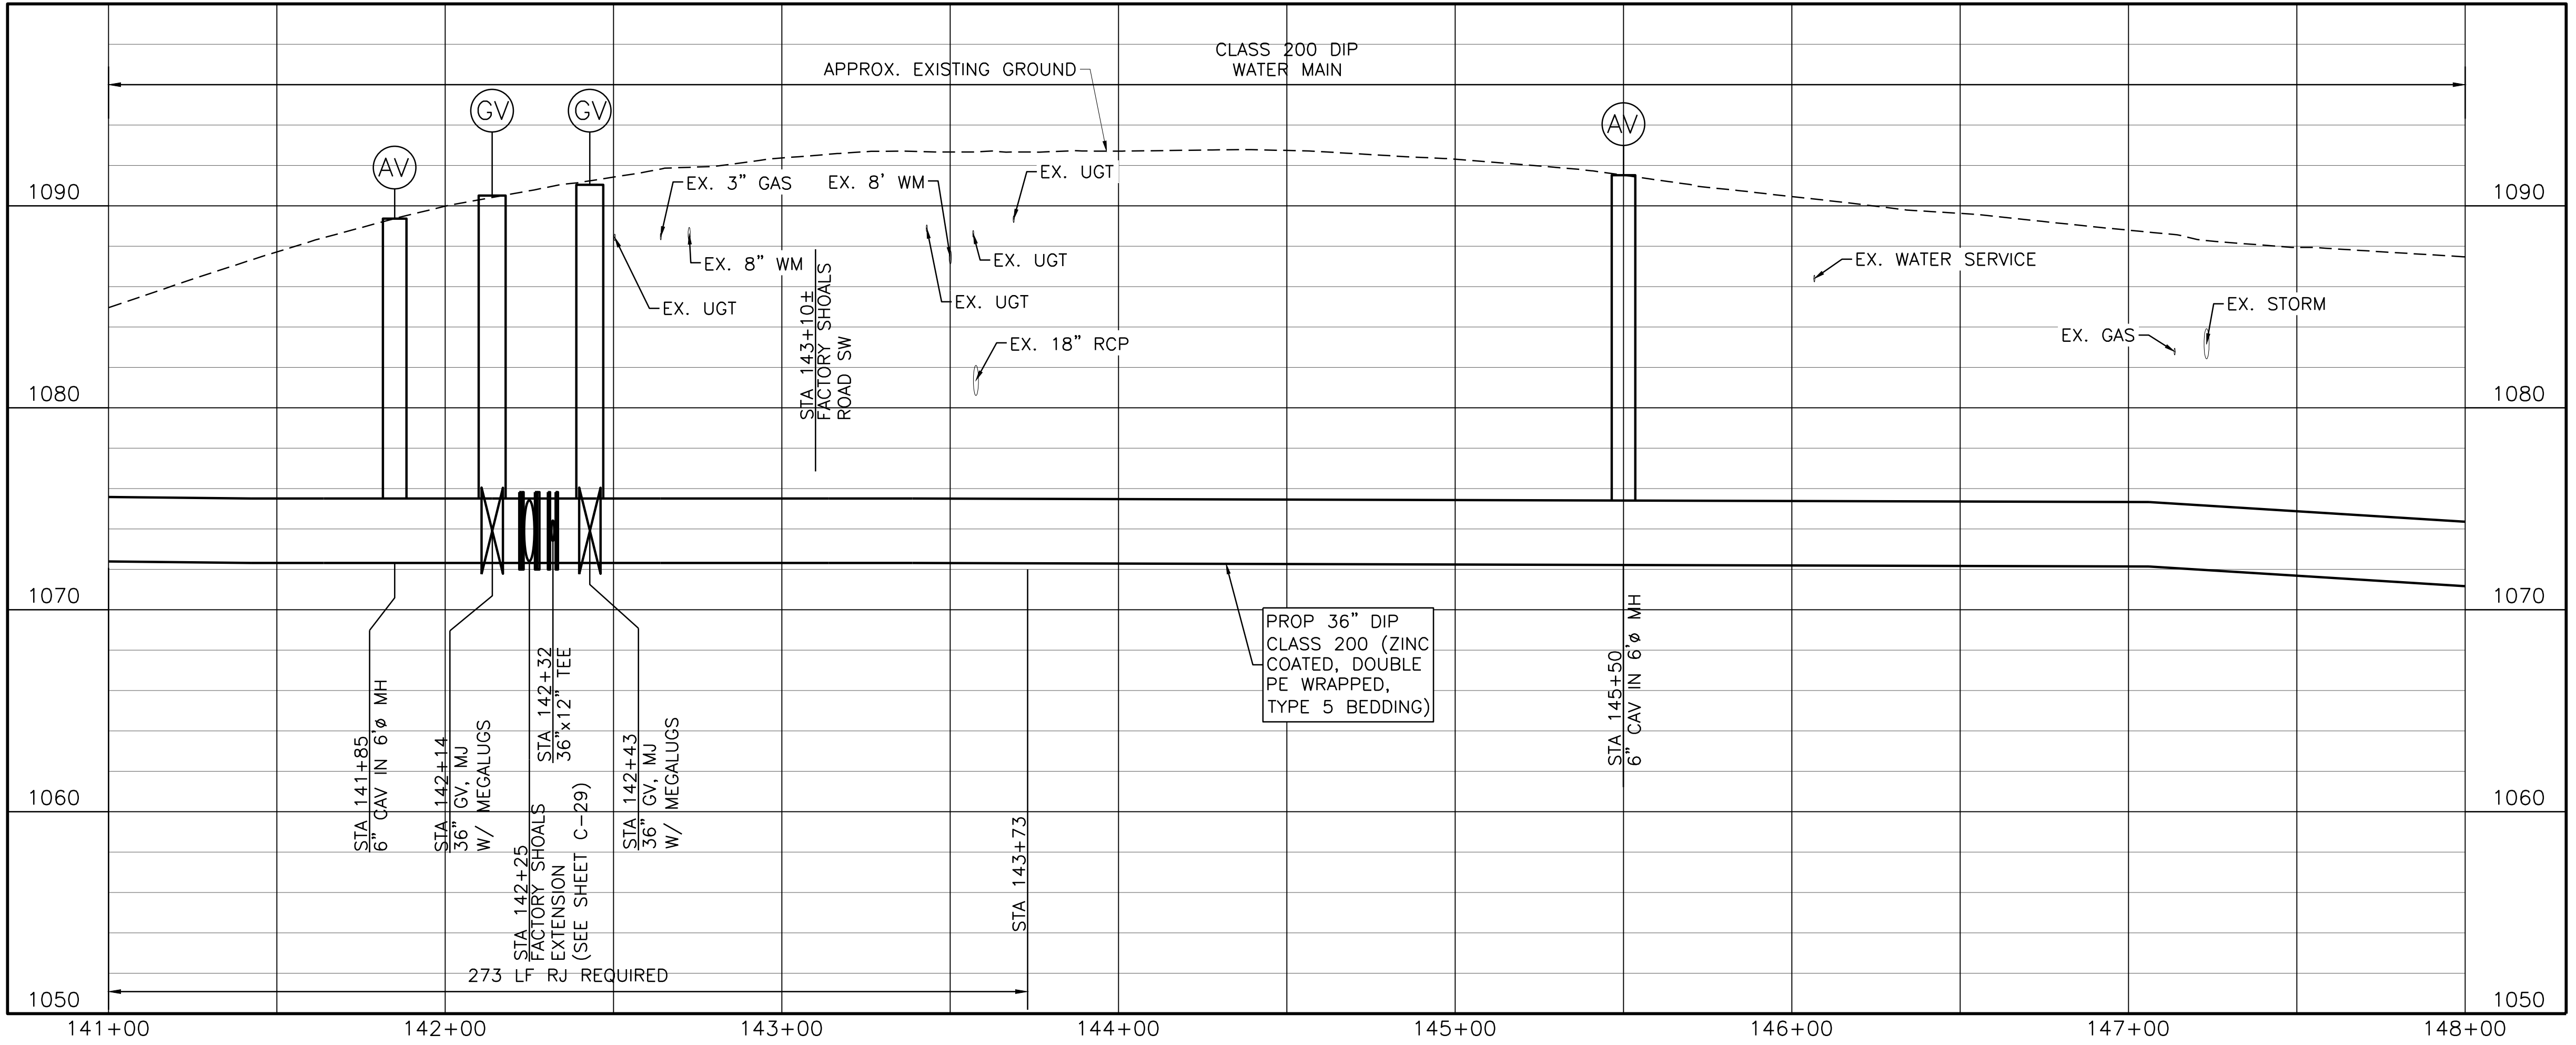 CLASS 200 DIP
WATER MAIN
APPROX. EXISTING GROUND
GV
GV
AV
AV
EX. UGT
EX. 3" GAS
EX. 8' WM
EX. 8" WM
EX. UGT
EX. UGT
EX. UGT
EX. WATER SERVICE
EX. STORM
EX. GAS
EX. 18" RCP
STA 143+10±
FACTORY SHOALS
ROAD SW
1090
1090
1080
1080
1070
1070
1060
1060
1050
1050
PROP 36" DIP
CLASS 200 (ZINC
COATED, DOUBLE
PE WRAPPED,
TYPE 5 BEDDING)
STA 141+85
6" CAV IN 6'ø MH
STA 142+14
36" GV, MJ
W/ MEGALUGS
STA 142+25
FACTORY SHOALS
EXTENSION
(SEE SHEET C-29)
STA 142+32
36"x12" TEE
STA 142+43
36" GV, MJ
W/ MEGALUGS
STA 143+73
STA 145+50
6" CAV IN 6'ø MH
273 LF RJ REQUIRED
141+00
142+00
143+00
144+00
145+00
146+00
147+00
148+00